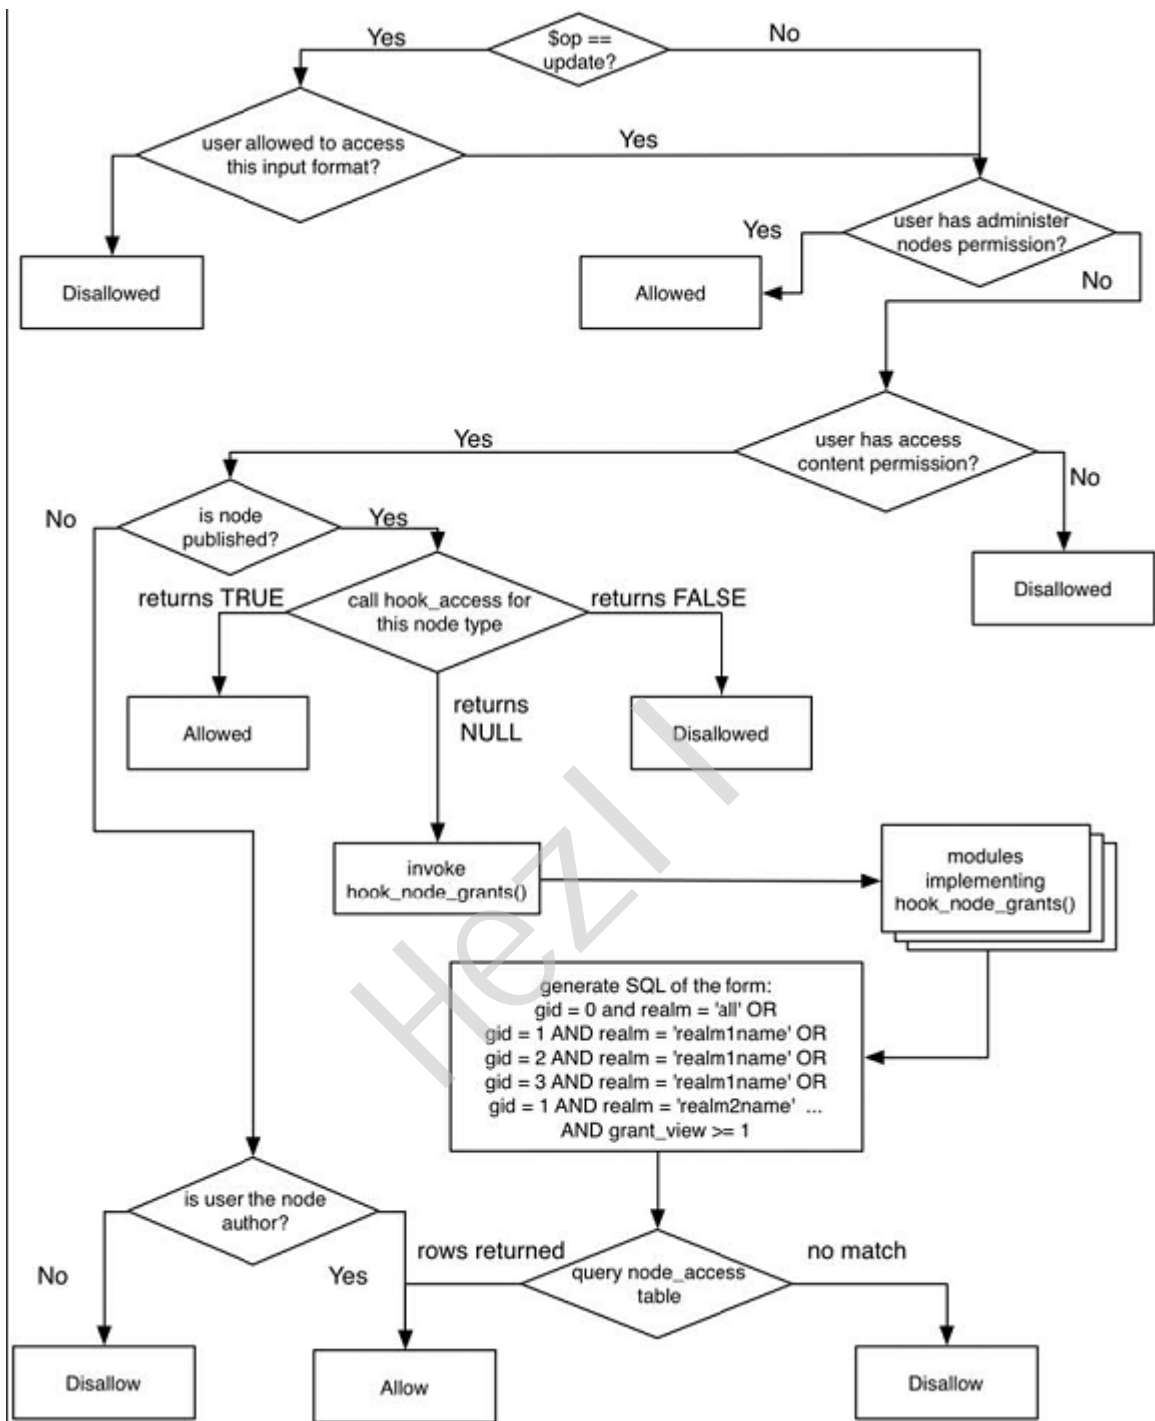 Yes
$op ==
update?
No
user allowed to access
this input format?
Yes
user has administer
nodes permission?
Yes
No
Disallowed
Allowed
user has access
content permission?
Yes
No
is node
published?
No
Yes
Disallowed
call hook_access for
this node type
returns TRUE
returns FALSE
returns
NULL
Allowed
Disallowed
invoke
hook_node_grants()
modules
implementing
hook_node_grants()
generate SQL of the form:
gid = 0 and realm = 'all' OR
gid = 1 AND realm = 'realm1name' OR
gid = 2 AND realm = 'realm1name' OR
gid = 3 AND realm = 'realm1name' OR
gid = 1 AND realm = 'realm2name' ...
AND grant_view >= 1
is user the node
author?
rows returned
no match
query node_access
table
No
Yes
Disallow
Allow
Disallow